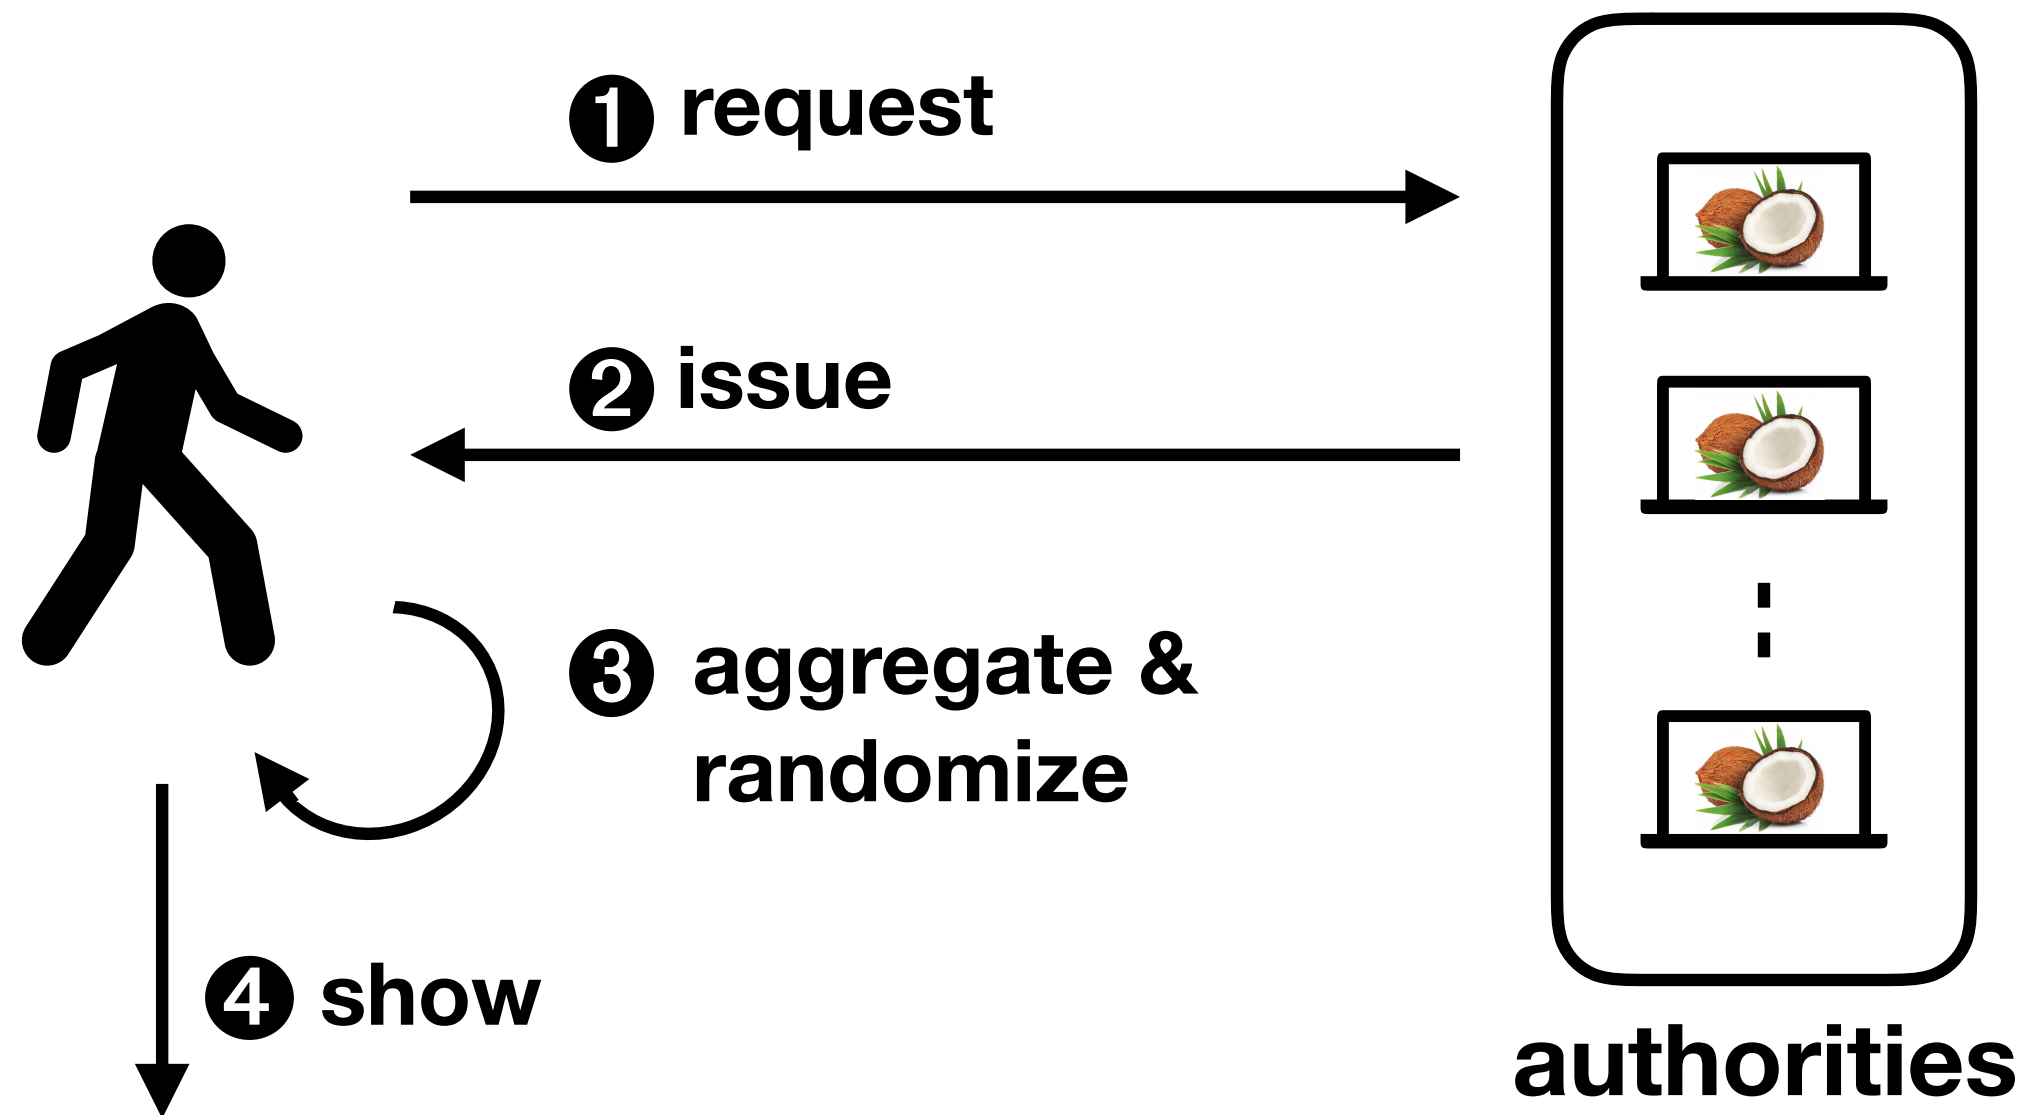 ❶ request
❷ issue
❸ aggregate &
randomize
❹ show
authorities